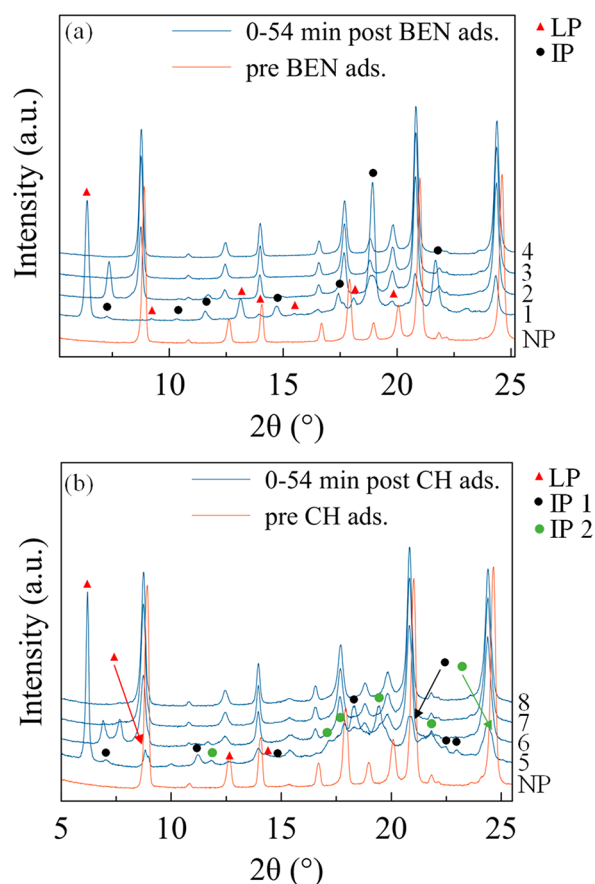 (a)
0-54 min post BEN ads.
pre BEN ads.
LP
IP
Intensity (a.u.)
4
3
2
1
NP
10 15 20 25
2θ (°)
(b)
0-54 min post CH ads.
pre CH ads.
LP
IP 1
IP 2
Intensity (a.u.)
8
7
6
5
NP
5 10 15 20 25
2θ (°)